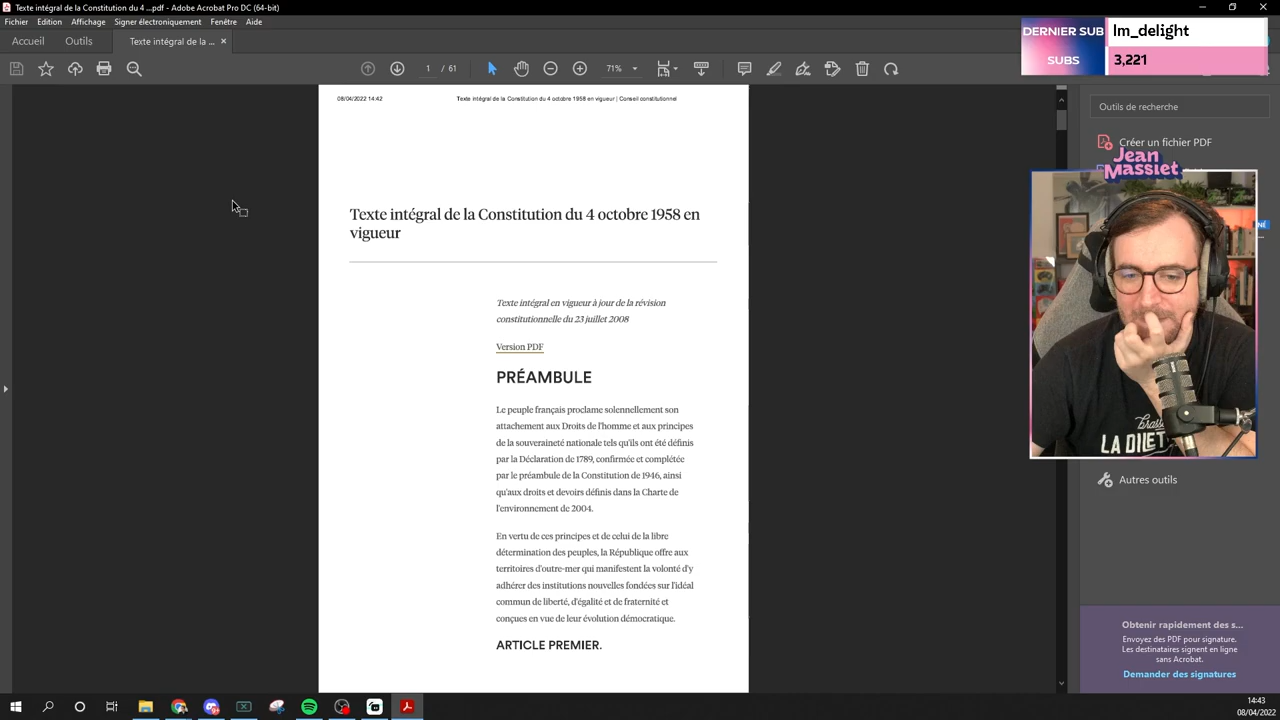 Texte intégral de la Constitution du 4 ...pdf - Adobe Acrobat Pro DC (64-bit)
Fichier Edition Affichage Signer Fenêtre
Accueil Outils Texte intégral de la ... ×
61 71%
DERNIER SUB lm_delight
SUBS 3,221
08/04/2022 14:42 Texte intégral de la Constitution du 4 octobre 1958 en vigueur | Conseil constitutionnel
Texte intégral de la Constitution du 4 octobre 1958 en
vigueur
Texte intégral en vigueur à jour de la révision
constitutionnelle du 23 juillet 2008
Version PDF
PRÉAMBULE
Le peuple français proclame solennellement son
attachement aux Droits de l'homme et aux principes
de la souveraineté nationale tels qu'ils ont été définis
par la Déclaration de 1789, confirmée et complétée
par le préambule de la Constitution de 1946, ainsi
qu'aux droits et devoirs définis dans la Charte de
l'environnement de 2004.
En vertu de ces principes et de celui de la libre
détermination des peuples, la République offre aux
territoires d'outre-mer qui manifestent la volonté d'y
adhérer des institutions nouvelles fondées sur l'idéal
commun de liberté, d'égalité et de fraternité et
conçues en vue de leur évolution démocratique.
ARTICLE PREMIER.
Outils de recherche
Créer un fichier PDF
Jean
Massiet
LA DILET
Autres outils
Obtenir rapidement des s...
Envoyez des PDF pour signature.
Les destinataires signent en ligne
sans Acrobat.
Demander des signatures
14:43
08/04/2022